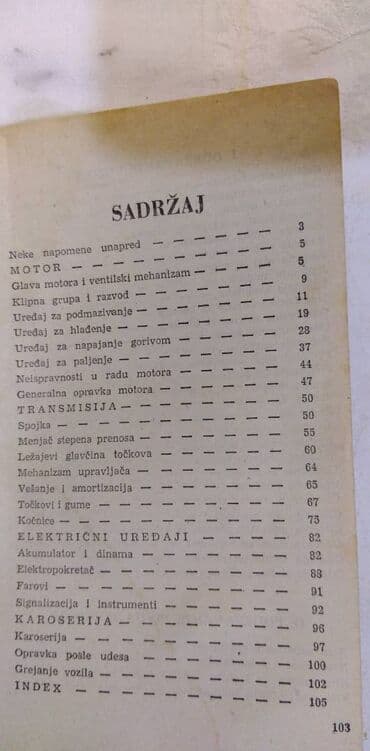 SADRŽAJ
Neke napomene unapred — — — — — — 3
MOTOR — — — — — — — — — 5
Glava motora i ventilski mehanizam — — — — 5
Klipna grupa i razvod — — — — — — 9
Uređaj za podmazivanje — — — — — — 11
Uređaj za hlađenje — — — — — — — 19
Uređaj za napajanje gorivom — — — — — 28
Uređaj za paljenje — — — — — — — 37
Neispravnosti u radu motora — — — — — 44
Generalna opravka motora — — — — — — 47
TRANSMISIJA — — — — — — — 50
Spojka — — — — — — — — — 50
Menjač stepena prenosa — — — — — — 55
Ležajevi glavčina točkova — — — — — — 60
Mehanizam upravljača — — — — — — 64
Vešanje i amortizacija — — — — — — 65
Točkovi i gume — — — — — — — 67
Kočnice — — — — — — — — 75
ELEKTRIČNI UREĐAJI — — — — — 82
Akumulator i dinama — — — — — — 82
Elektropokretač — — — — — — — 88
Farovi — — — — — — — — — 91
Signalizacija i instrumenti — — — — — 92
KAROSERIJA — — — — — — — 96
Karoserija — — — — — — — — 97
Opravka posle udesa — — — — — — 100
Grejanje vozila — — — — — — — 102
INDEX — — — — — — — — 105
103